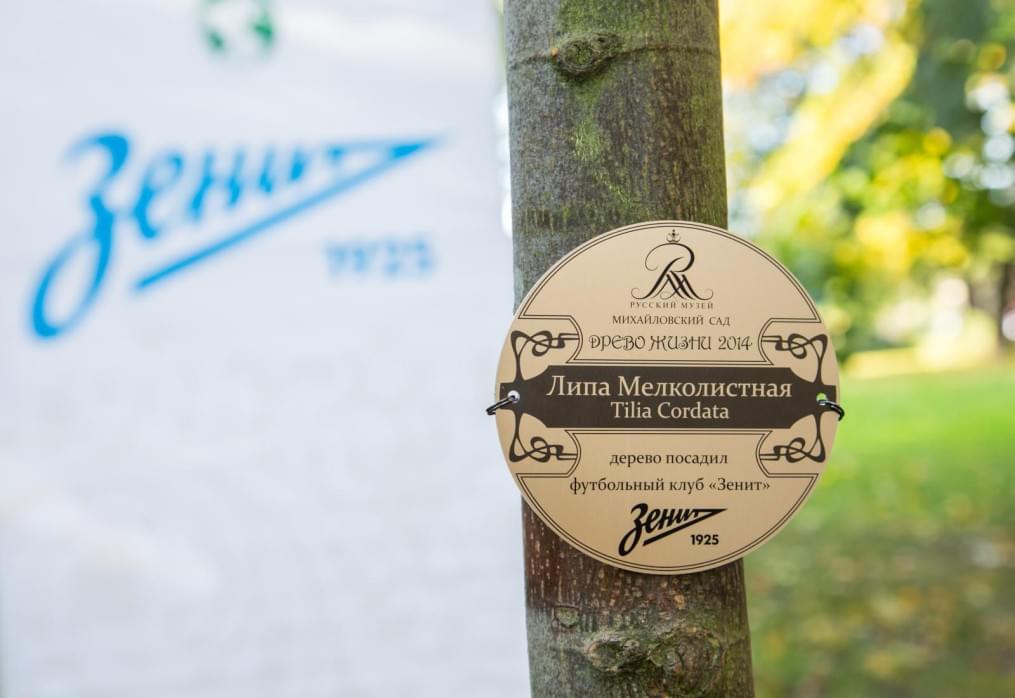 Зенит
1925
РУССКИЙ МУЗЕЙ
МИХАЙЛОВСКИЙ САД
ДРЕВО ЖИЗНИ 2014
Липа Мелколистная
Tilia Cordata
дерево посадил
футбольный клуб «Зенит»
Зенит
1925